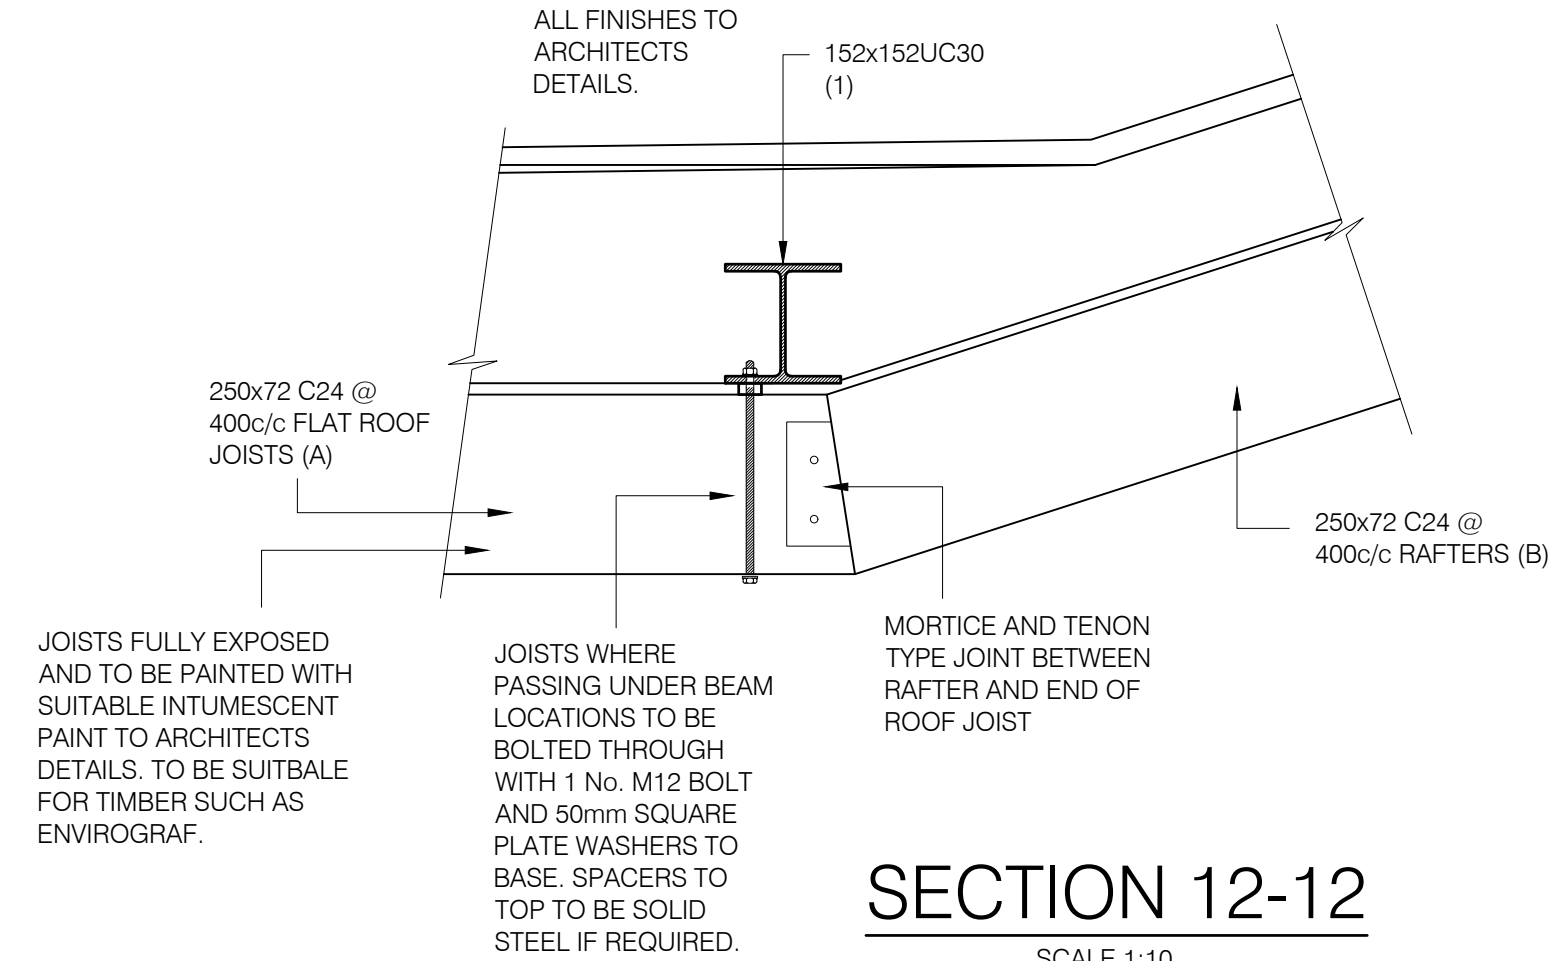 ALL FINISHES TO
ARCHITECTS
DETAILS.
152x152UC30
(1)
250x72 C24 @
400c/c FLAT ROOF
JOISTS (A)
250x72 C24 @
400c/c RAFTERS (B)
JOISTS FULLY EXPOSED
AND TO BE PAINTED WITH
SUITABLE INTUMESCENT
PAINT TO ARCHITECTS
DETAILS. TO BE SUITBALE
FOR TIMBER SUCH AS
ENVIROGRAF.
JOISTS WHERE
PASSING UNDER BEAM
LOCATIONS TO BE
BOLTED THROUGH
WITH 1 No. M12 BOLT
AND 50mm SQUARE
PLATE WASHERS TO
BASE. SPACERS TO
TOP TO BE SOLID
STEEL IF REQUIRED.
MORTICE AND TENON
TYPE JOINT BETWEEN
RAFTER AND END OF
ROOF JOIST
SECTION 12-12
SCALE 1:10